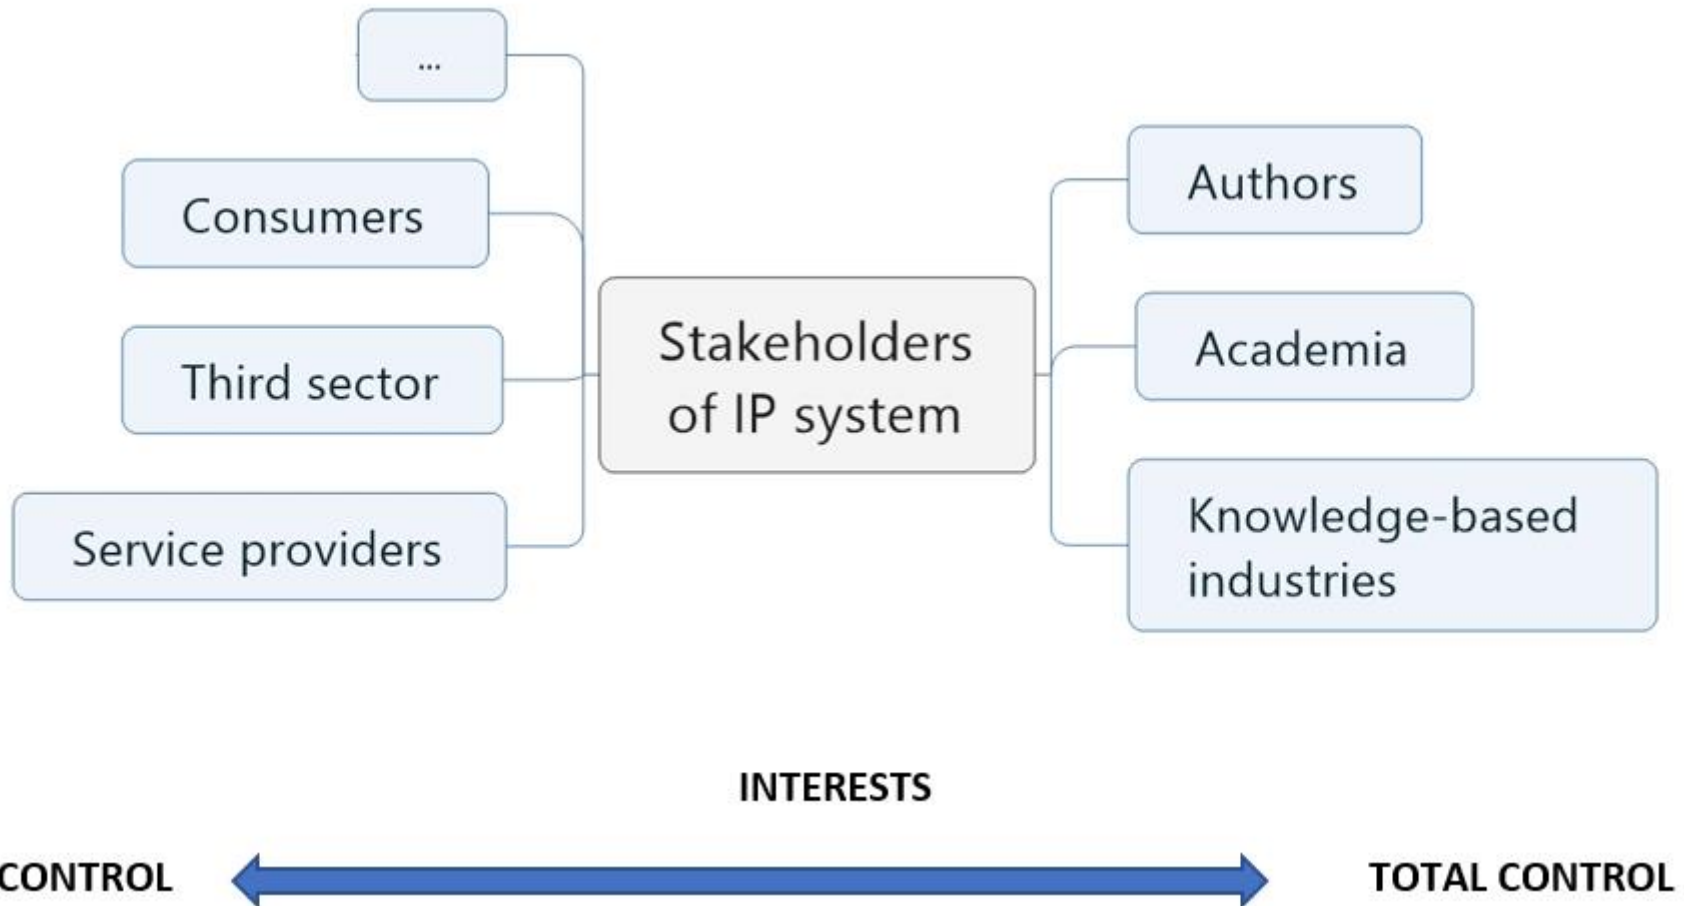 ...
Consumers
Third sector
Service providers
Stakeholders
of IP system
Authors
Academia
Knowledge-based
industries
INTERESTS
CONTROL
TOTAL CONTROL